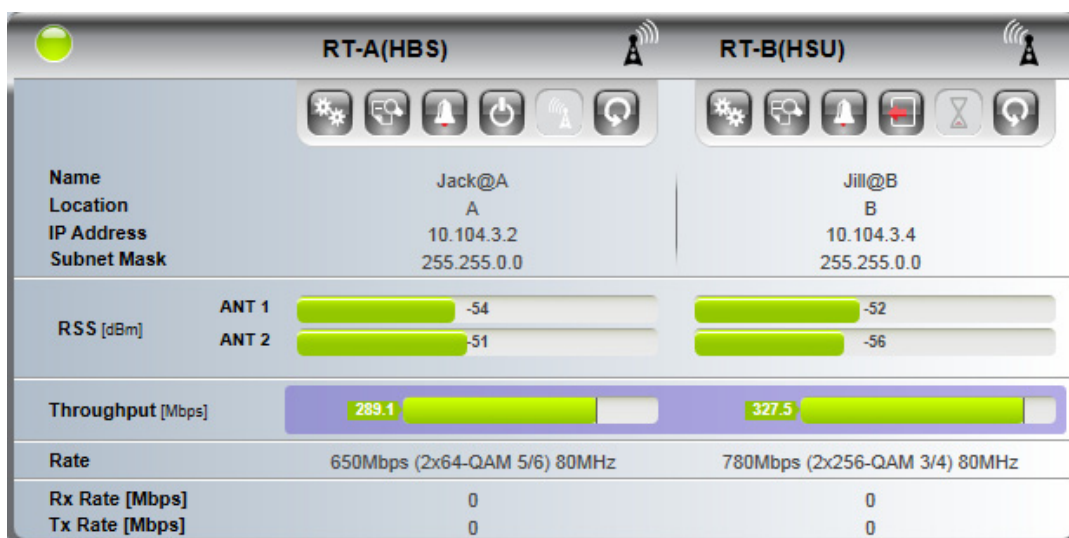 RT-A(HBS) RT-B(HSU)
Name Jack@A Jill@B
Location A B
IP Address 10.104.3.2 10.104.3.4
Subnet Mask 255.255.0.0 255.255.0.0
RSS [dBm]
ANT 1 -54 -52
ANT 2 -51 -56
Throughput [Mbps] 289.1 327.5
Rate 650Mbps (2x64-QAM 5/6) 80MHz 780Mbps (2x256-QAM 3/4) 80MHz
Rx Rate [Mbps] 0 0
Tx Rate [Mbps] 0 0